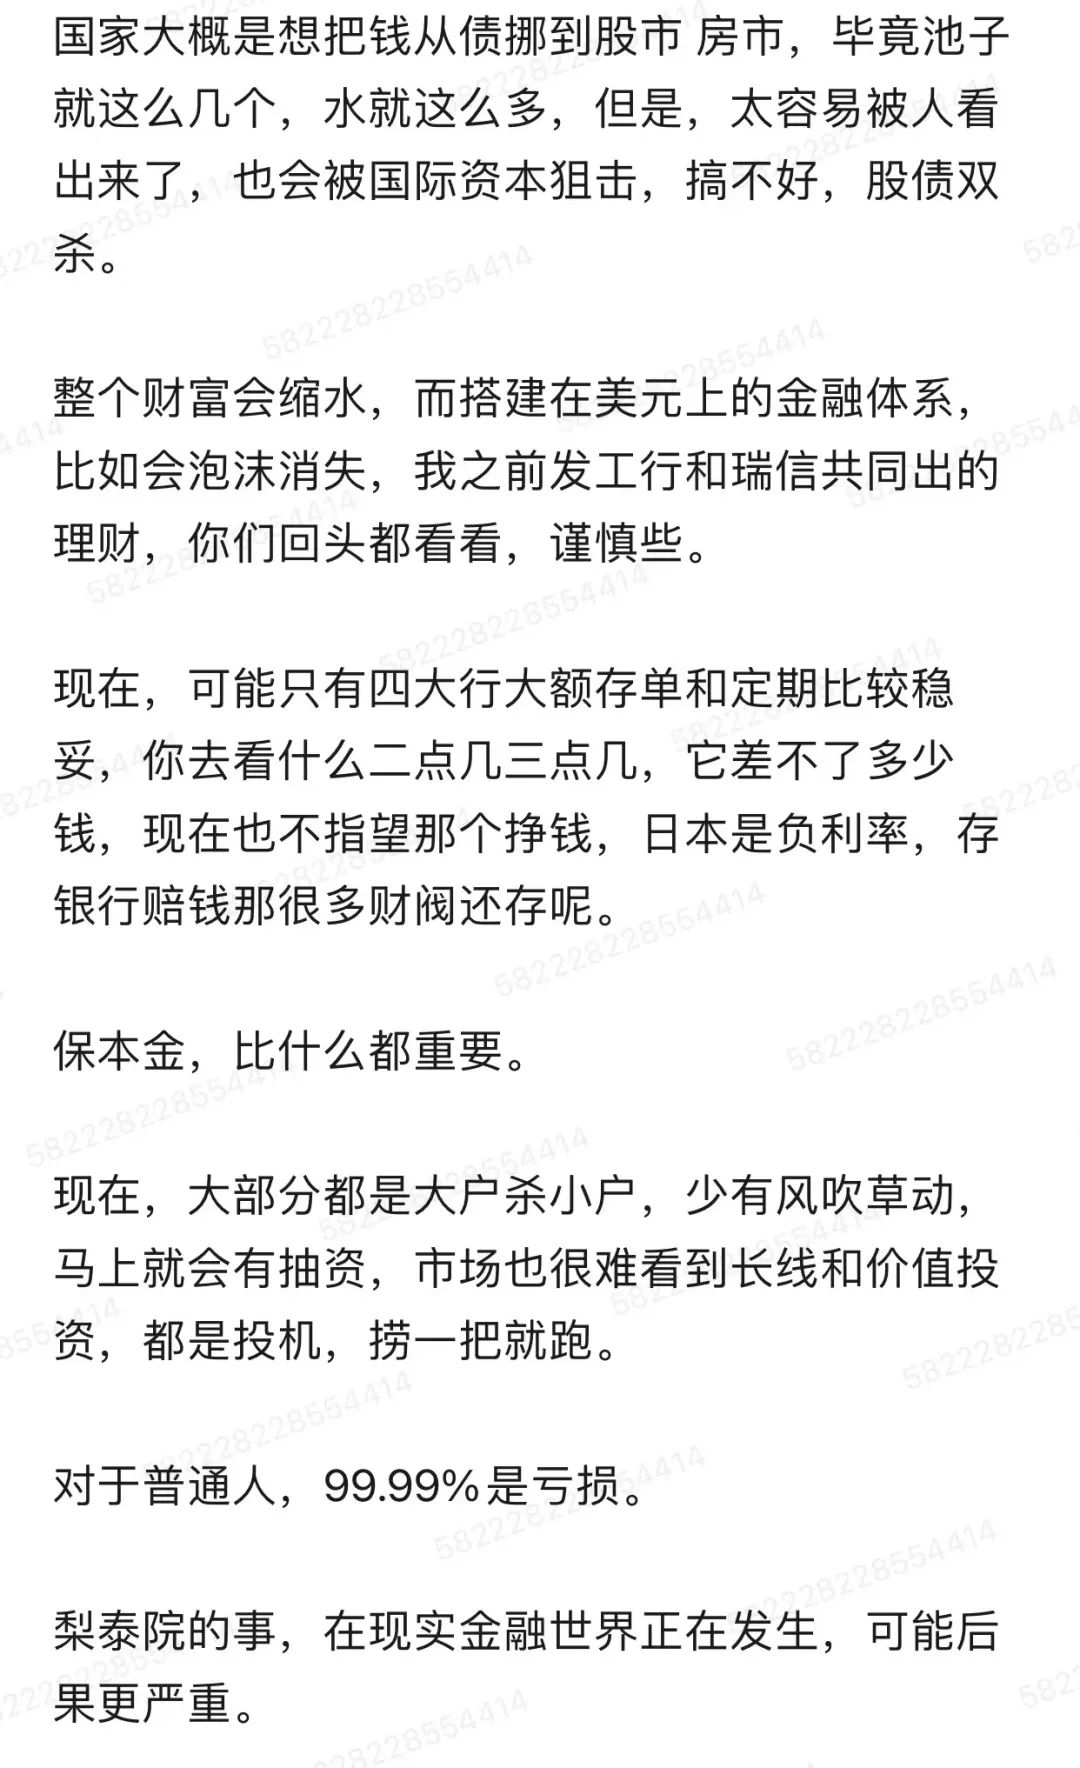 国家大概是想把钱从债挪到股市 房市，毕竟池子
就这么几个，水就这么多，但是，太容易被人看
出来了，也会被国际资本狙击，搞不好，股债双
杀。
整个财富会缩水，而搭建在美元上的金融体系，
比如会泡沫消失，我之前发工行和瑞信共同出的
理财，你们回头都看看，谨慎些。
现在，可能只有四大行大额存单和定期比较稳
妥，你去看什么二点几三点几，它差不了多少
钱，现在也不指望那个挣钱，日本是负利率，存
银行赔钱那很多财阀还存呢。
保本金，比什么都重要。
现在，大部分都是大户杀小户，少有风吹草动，
马上就会有抽资，市场也很难看到长线和价值投
资，都是投机，捞一把就跑。
对于普通人，99.99%是亏损。
梨泰院的事，在现实金融世界正在发生，可能后
果更严重。
582228228554414